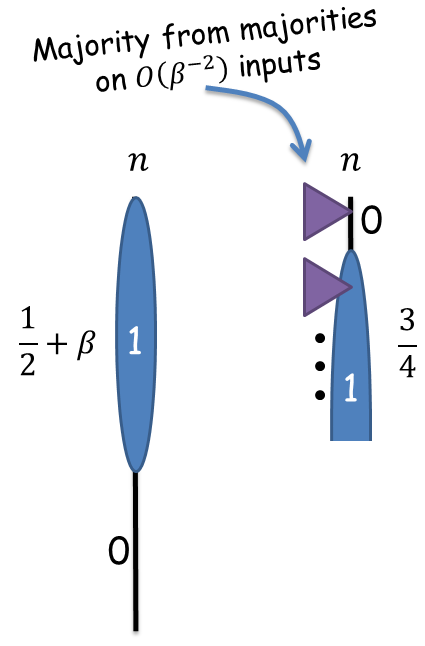 Majority from majorities
on O(β⁻²) inputs
n
n
0
1/2 + β
1
3/4
1
0